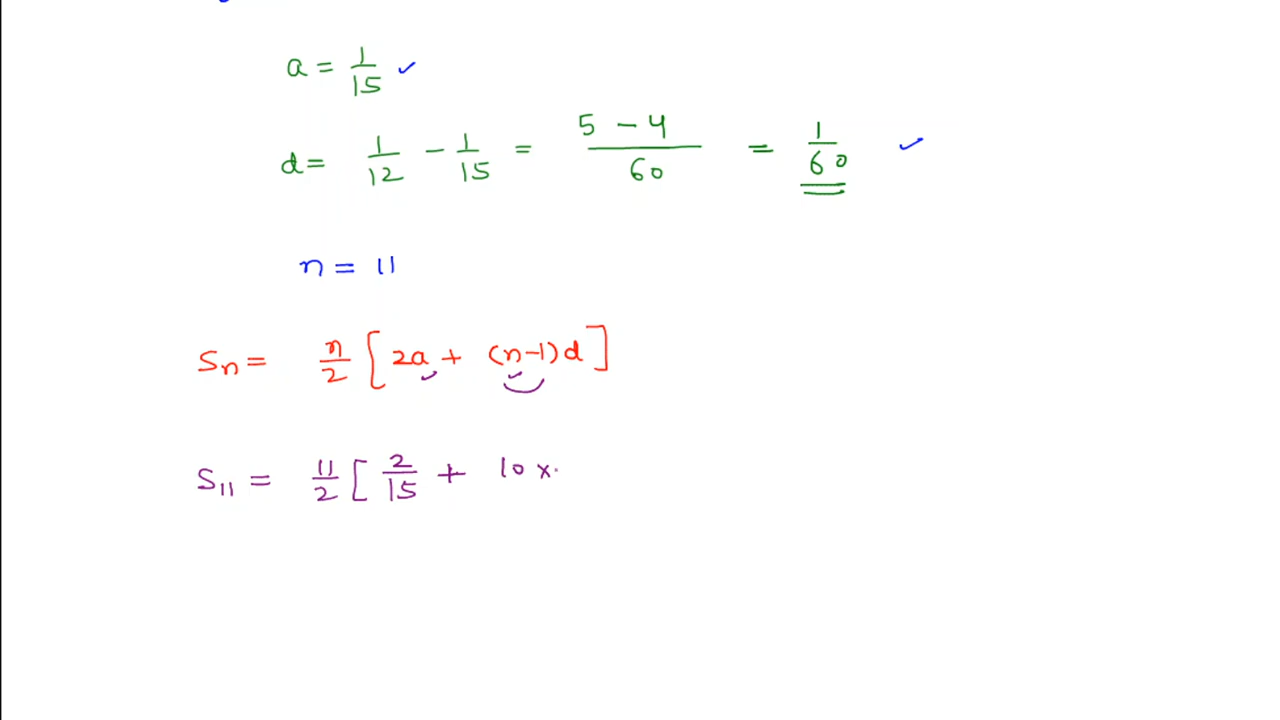 a = 1/15 ✓
d = 1/12 - 1/15 = 5 - 4/60 = 1/60 ✓
n = 11
Sn = n/2 [2a + (n-1)d]
S11 = 11/2 [2/15 + 10 x